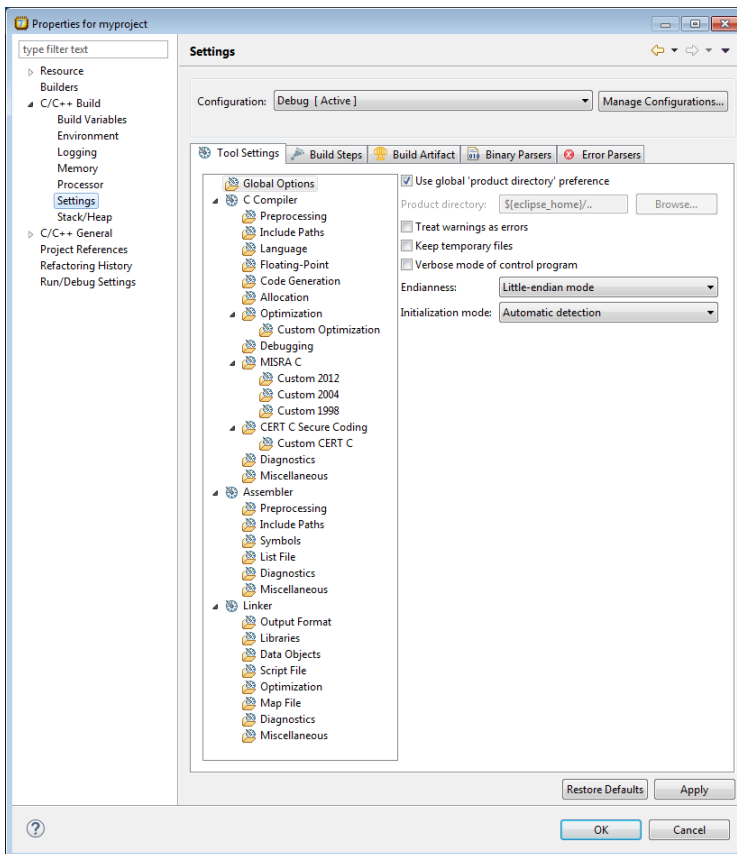 Properties for myproject
type filter text
Resource
Builders
C/C++ Build
Build Variables
Environment
Logging
Memory
Processor
Settings
Stack/Heap
C/C++ General
Project References
Refactoring History
Run/Debug Settings
Settings
Configuration: Debug [ Active ] Manage Configurations...
Tool Settings Build Steps Build Artifact Binary Parsers Error Parsers
Global Options
C Compiler
Preprocessing
Include Paths
Language
Floating-Point
Code Generation
Allocation
Optimization
Custom Optimization
Debugging
MISRA C
Custom 2012
Custom 2004
Custom 1998
CERT C Secure Coding
Custom CERT C
Diagnostics
Miscellaneous
Assembler
Preprocessing
Include Paths
Symbols
List File
Diagnostics
Miscellaneous
Linker
Output Format
Libraries
Data Objects
Script File
Optimization
Map File
Diagnostics
Miscellaneous
Use global 'product directory' preference
Product directory: ${eclipse_home}/.. Browse...
Treat warnings as errors
Keep temporary files
Verbose mode of control program
Endianness: Little-endian mode
Initialization mode: Automatic detection
Restore Defaults Apply
OK Cancel